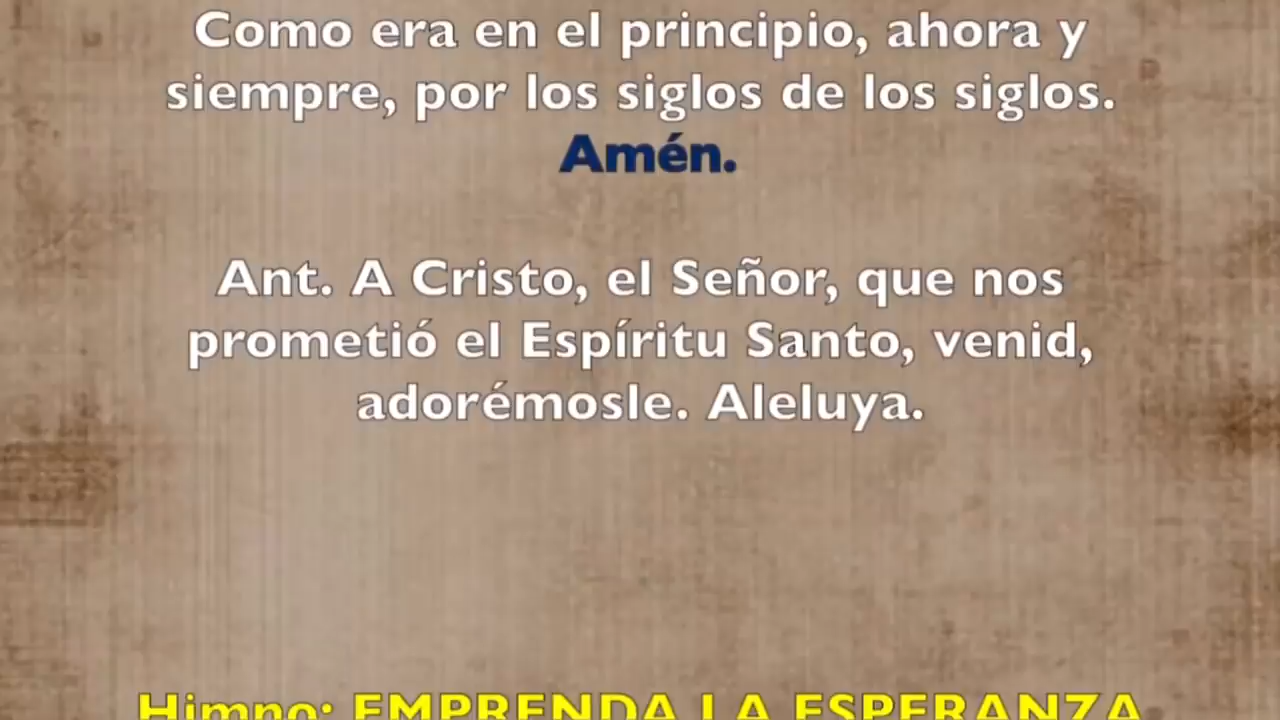 Como era en el principio, ahora y
siempre, por los siglos de los siglos.
Amén.
Ant. A Cristo, el Señor, que nos
prometió el Espíritu Santo, venid,
adorémosle. Aleluya.
Himno: EMPRENDA LA ESPERANZA